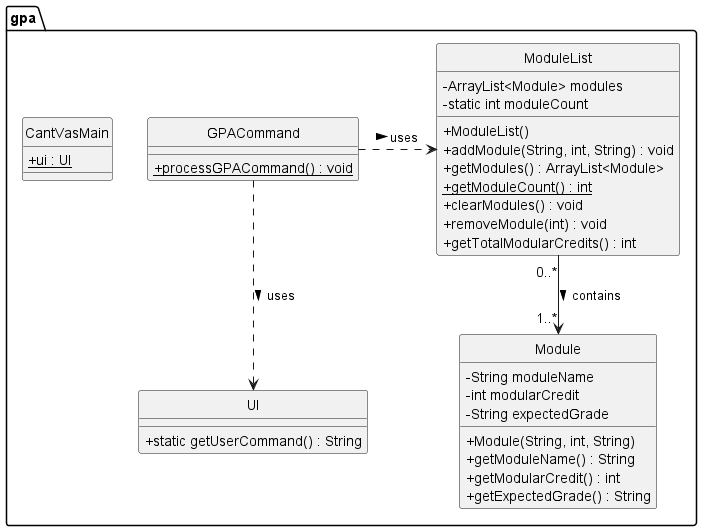 gpa
CantVasMain
+ui : UI
GPACommand
+processGPACommand() : void
uses
ModuleList
-ArrayList<Module> modules
-static int moduleCount
+ModuleList()
+addModule(String, int, String) : void
+getModules() : ArrayList<Module>
+getModuleCount() : int
+clearModules() : void
+removeModule(int) : void
+getTotalModularCredits() : int
0..*
uses
contains
1..*
UI
+static getUserCommand() : String
Module
-String moduleName
-int modularCredit
-String expectedGrade
+Module(String, int, String)
+getModuleName() : String
+getModularCredit() : int
+getExpectedGrade() : String